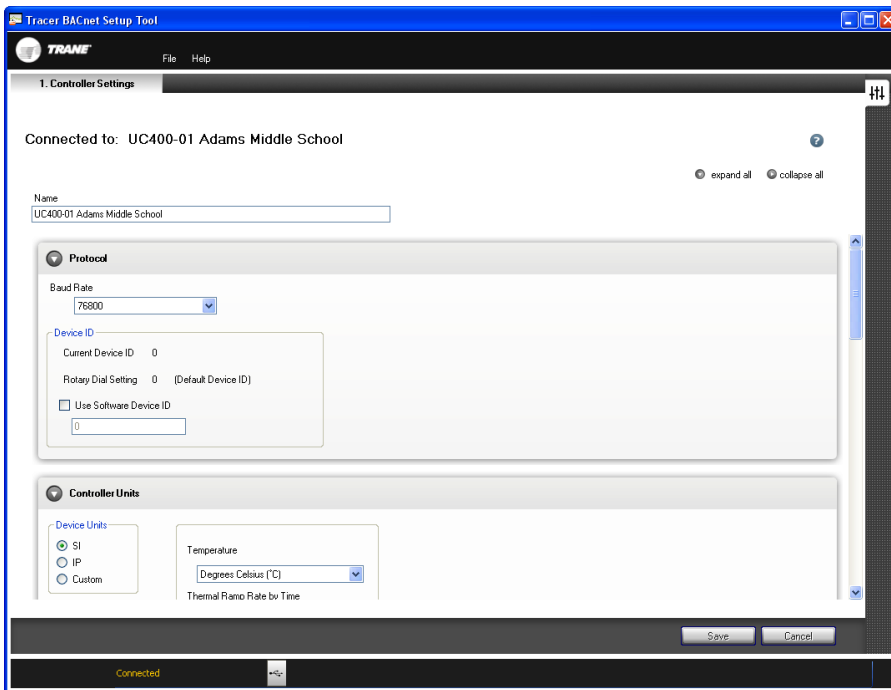 Tracer BACnet Setup Tool
TRANE
File Help
1. Controller Settings
Connected to: UC400-01 Adams Middle School
?
expand all collapse all
Name
UC400-01 Adams Middle School
Protocol
Baud Rate
76800
Device ID
Current Device ID 0
Rotary Dial Setting 0 (Default Device ID)
Use Software Device ID
0
Controller Units
Device Units
SI
IP
Custom
Temperature
Degrees Celsius (°C)
Thermal Ramp Rate by Time
Save Cancel
Connected